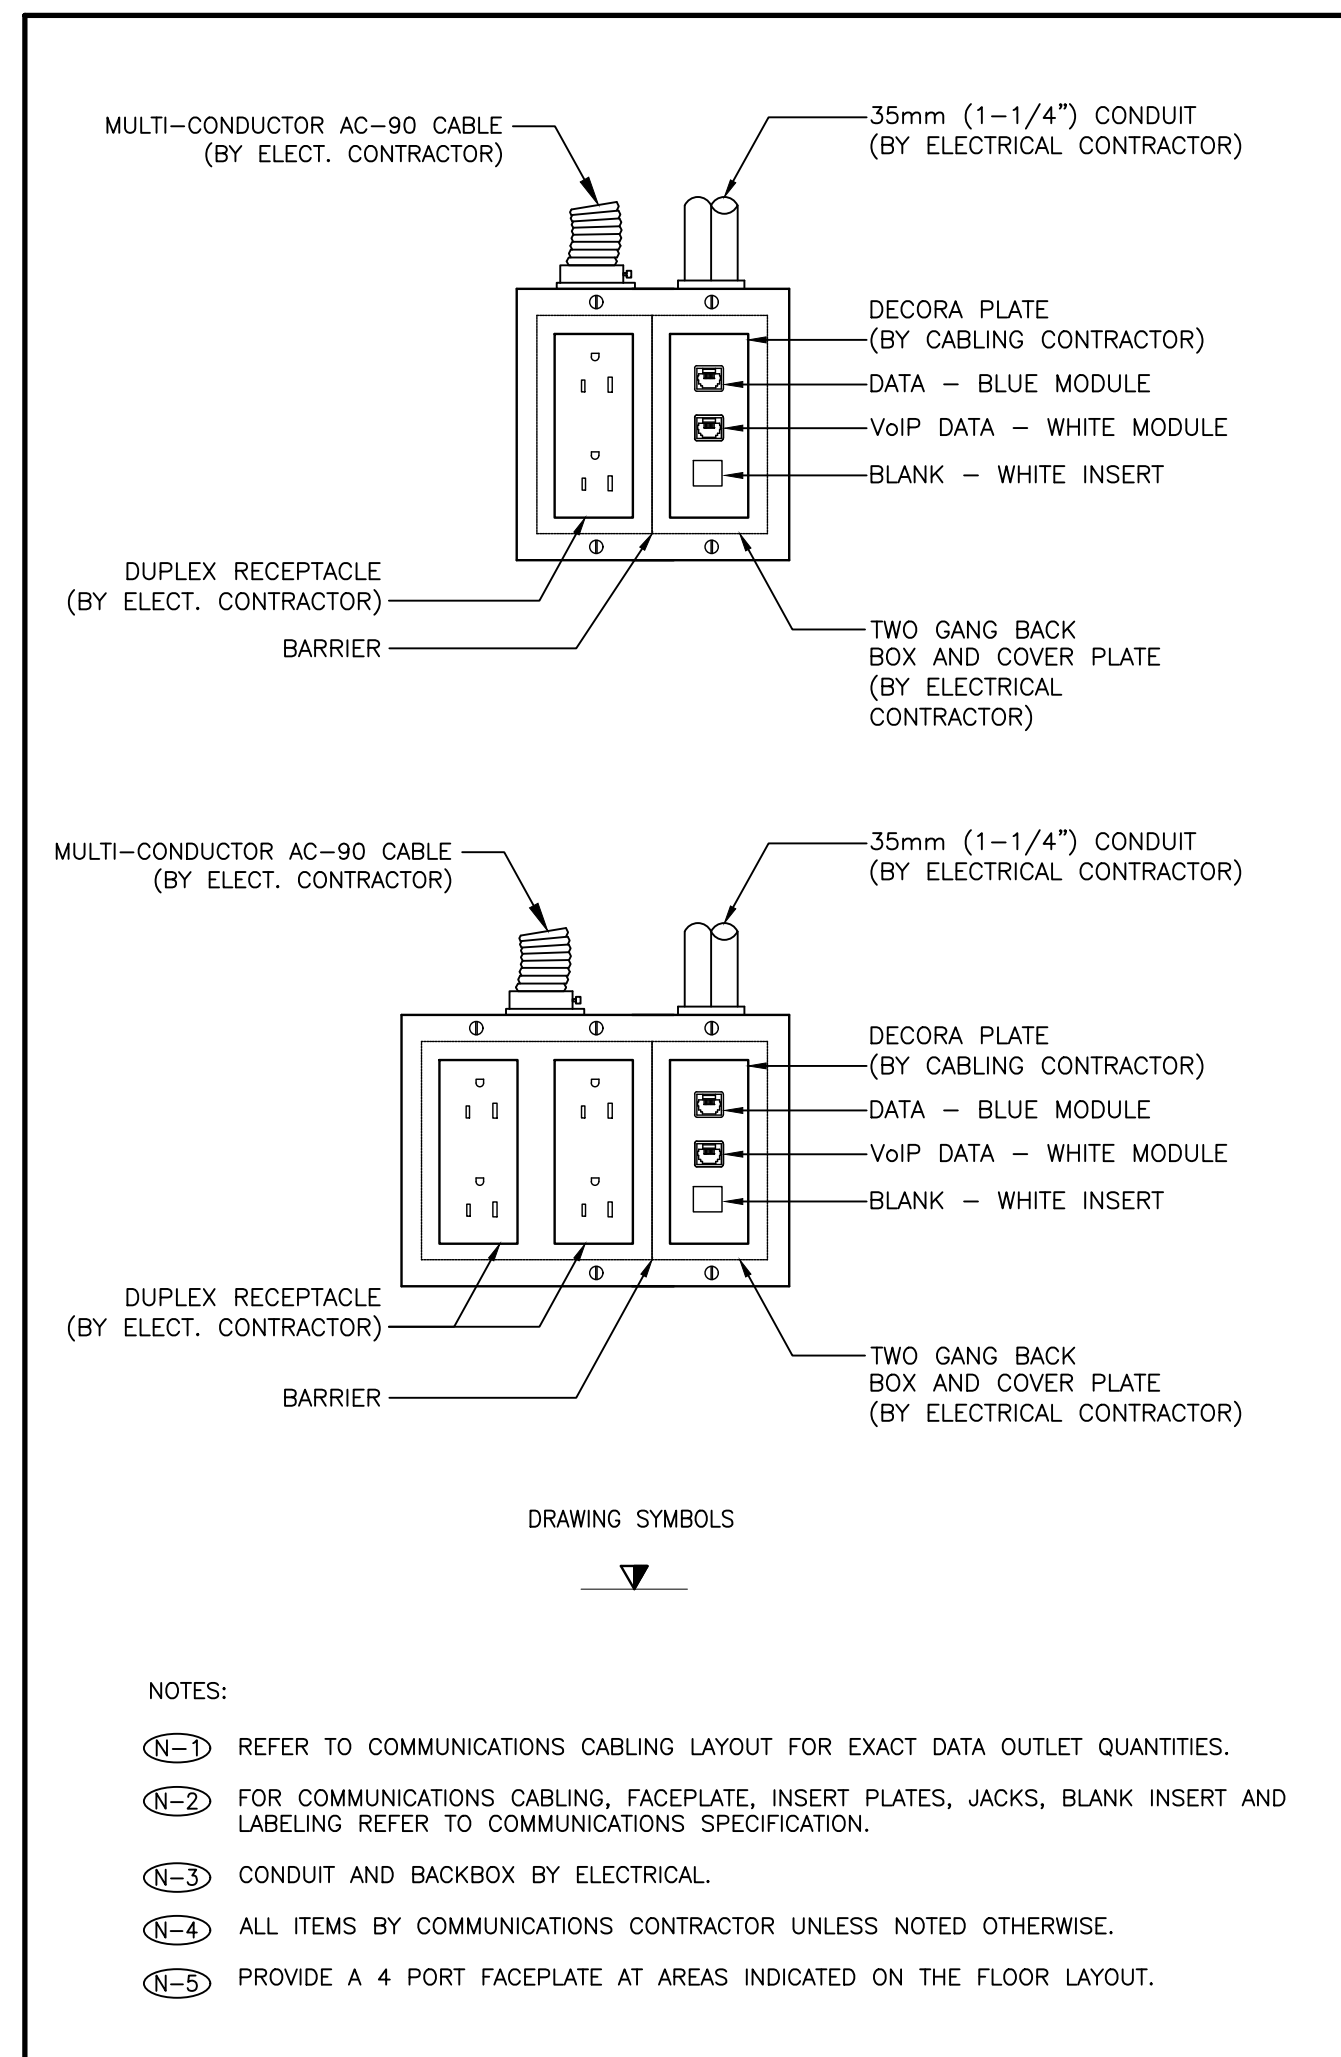 MULTI-CONDUCTOR AC-90 CABLE
(BY ELECT. CONTRACTOR)
35mm (1-1/4") CONDUIT
(BY ELECTRICAL CONTRACTOR)
DECORA PLATE
(BY CABLING CONTRACTOR)
DATA - BLUE MODULE
VoIP DATA - WHITE MODULE
BLANK - WHITE INSERT
DUPLEX RECEPTACLE
(BY ELECT. CONTRACTOR)
BARRIER
TWO GANG BACK
BOX AND COVER PLATE
(BY ELECTRICAL
CONTRACTOR)
MULTI-CONDUCTOR AC-90 CABLE
(BY ELECT. CONTRACTOR)
35mm (1-1/4") CONDUIT
(BY ELECTRICAL CONTRACTOR)
DECORA PLATE
(BY CABLING CONTRACTOR)
DATA - BLUE MODULE
VoIP DATA - WHITE MODULE
BLANK - WHITE INSERT
DUPLEX RECEPTACLE
(BY ELECT. CONTRACTOR)
BARRIER
TWO GANG BACK
BOX AND COVER PLATE
(BY ELECTRICAL CONTRACTOR)
DRAWING SYMBOLS
NOTES:
N-1 REFER TO COMMUNICATIONS CABLING LAYOUT FOR EXACT DATA OUTLET QUANTITIES.
N-2 FOR COMMUNICATIONS CABLING, FACEPLATE, INSERT PLATES, JACKS, BLANK INSERT AND
LABELING REFER TO COMMUNICATIONS SPECIFICATION.
N-3 CONDUIT AND BACKBOX BY ELECTRICAL.
N-4 ALL ITEMS BY COMMUNICATIONS CONTRACTOR UNLESS NOTED OTHERWISE.
N-5 PROVIDE A 4 PORT FACEPLATE AT AREAS INDICATED ON THE FLOOR LAYOUT.